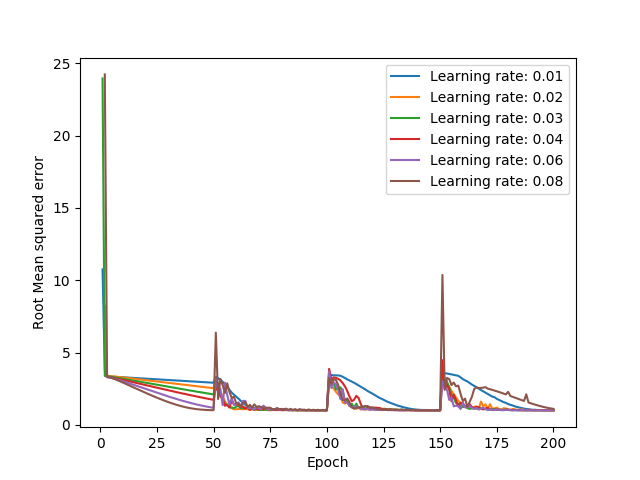 Root Mean squared error
25
20
15
10
5
0
Learning rate: 0.01
Learning rate: 0.02
Learning rate: 0.03
Learning rate: 0.04
Learning rate: 0.06
Learning rate: 0.08
0 25 50 75 100 125 150 175 200
Epoch